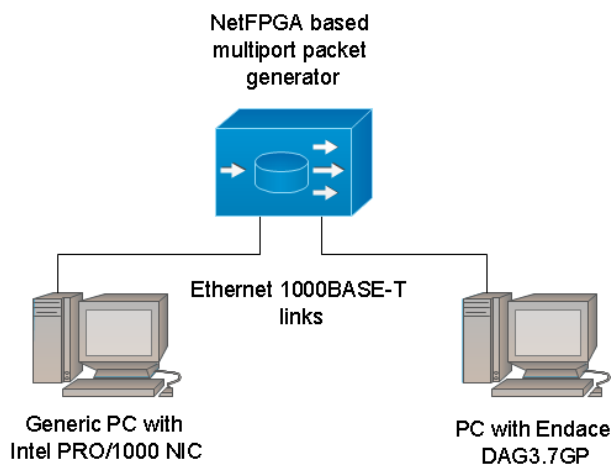 NetFPGA based
multiport packet
generator
Ethernet 1000BASE-T
links
Generic PC with
Intel PRO/1000 NIC
PC with Endace
DAG3.7GP